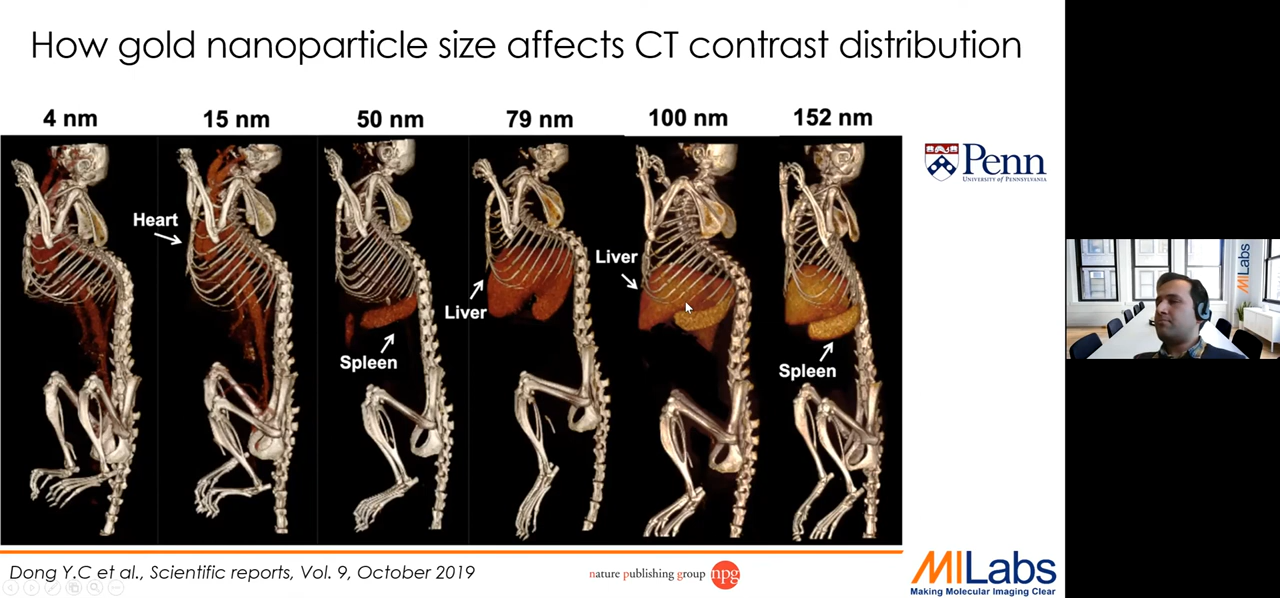 How gold nanoparticle size affects CT contrast distribution
4 nm
15 nm
50 nm
79 nm
100 nm
152 nm
Penn
UNIVERSITY of PENNSYLVANIA
Heart
Liver
Liver
Spleen
Spleen
MILabs
Dong Y.C et al., Scientific reports, Vol. 9, October 2019
nature publishing group npg
MILabs
Making Molecular Imaging Clear